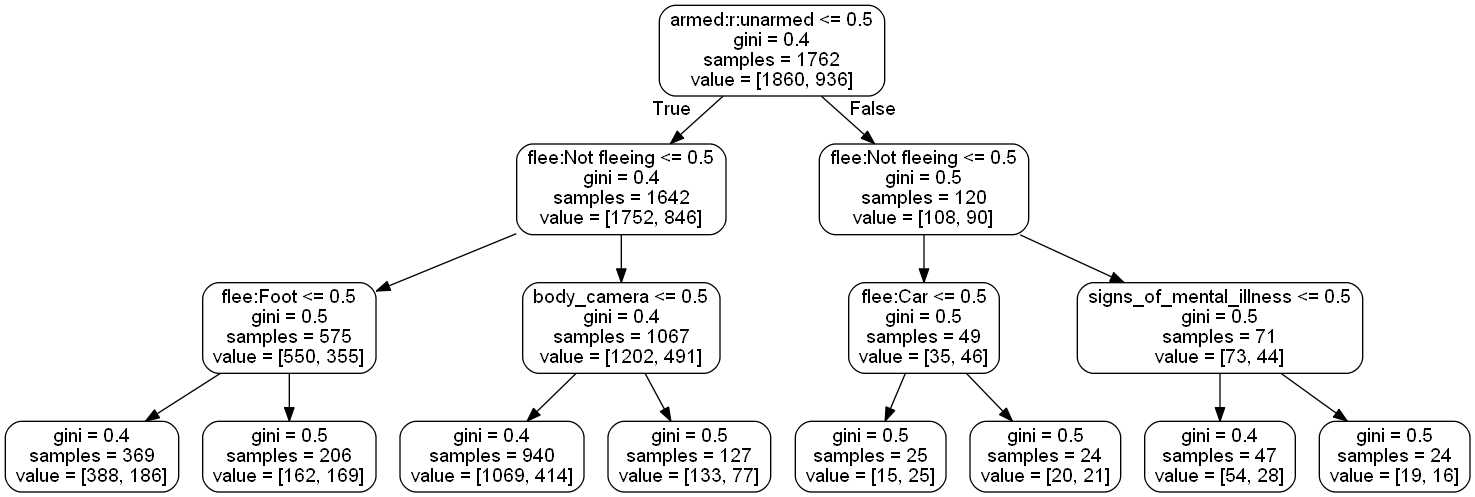 armed:r:unarmed <= 0.5
gini = 0.4
samples = 1762
value = [1860, 936]
True
False
flee:Not fleeing <= 0.5
gini = 0.4
samples = 1642
value = [1752, 846]
flee:Not fleeing <= 0.5
gini = 0.5
samples = 120
value = [108, 90]
flee:Foot <= 0.5
gini = 0.5
samples = 575
value = [550, 355]
body_camera <= 0.5
gini = 0.4
samples = 1067
value = [1202, 491]
flee:Car <= 0.5
gini = 0.5
samples = 49
value = [35, 46]
signs_of_mental_illness <= 0.5
gini = 0.5
samples = 71
value = [73, 44]
gini = 0.4
samples = 369
value = [388, 186]
gini = 0.5
samples = 206
value = [162, 169]
gini = 0.4
samples = 940
value = [1069, 414]
gini = 0.5
samples = 127
value = [133, 77]
gini = 0.5
samples = 25
value = [15, 25]
gini = 0.5
samples = 24
value = [20, 21]
gini = 0.4
samples = 47
value = [54, 28]
gini = 0.5
samples = 24
value = [19, 16]